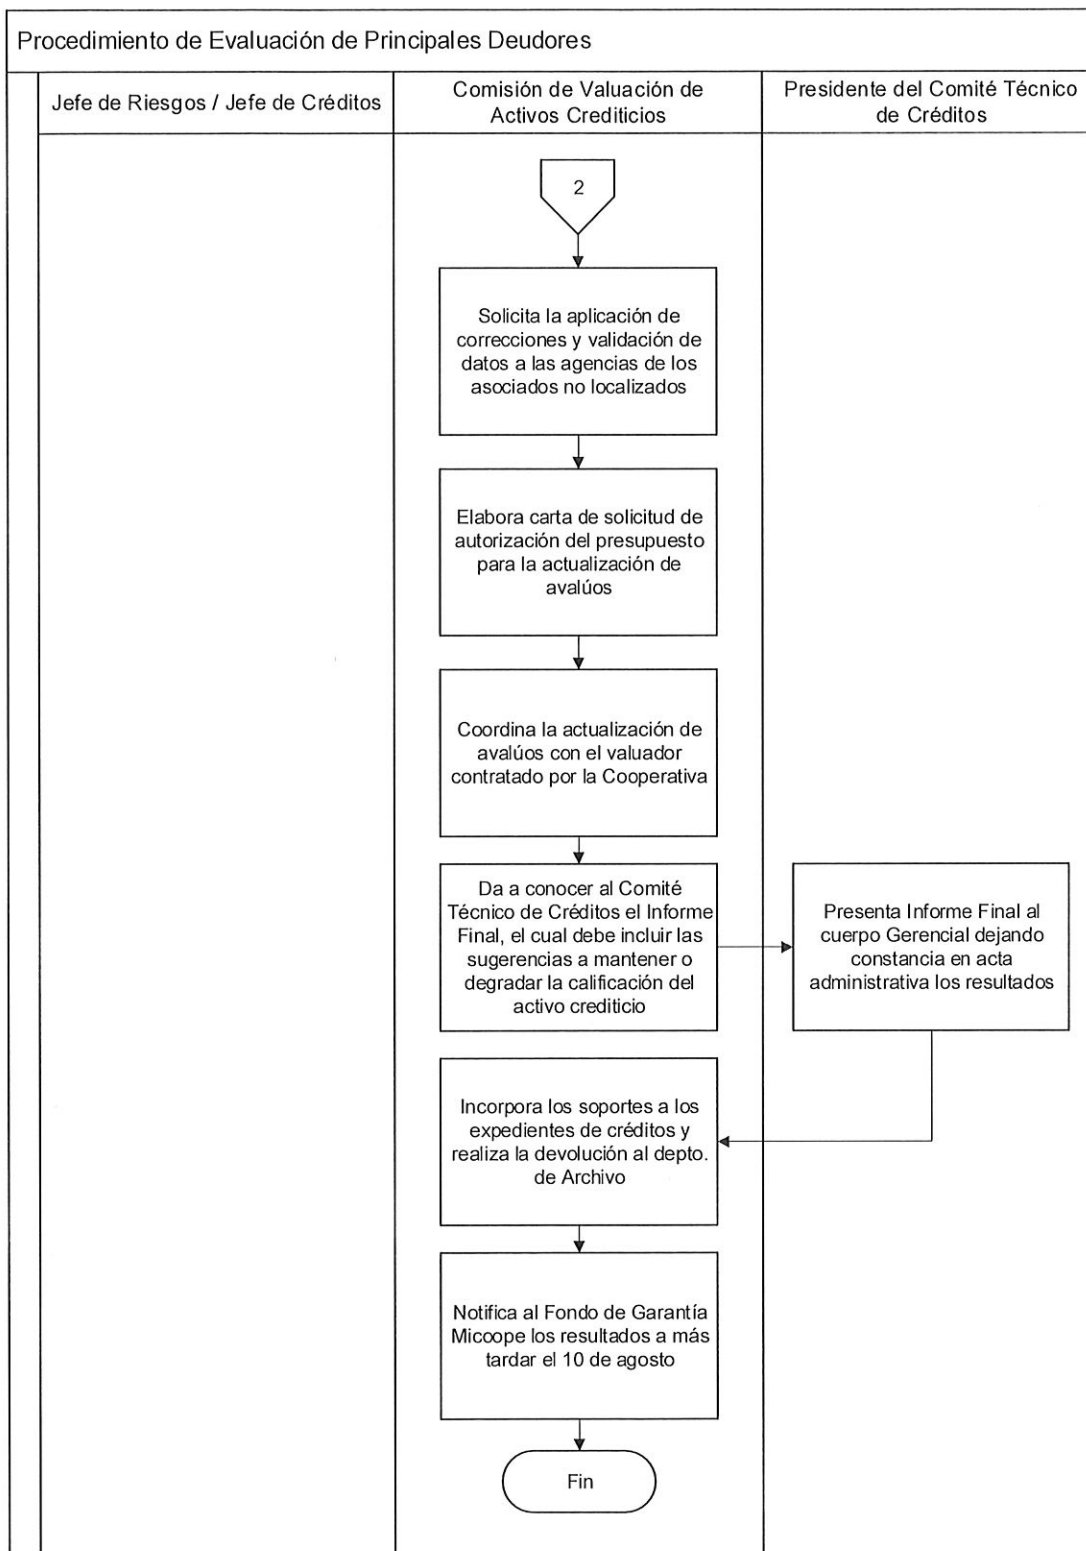 Procedimiento de Evaluación de Principales Deudores
Jefe de Riesgos / Jefe de Créditos
Comisión de Valuación de
Activos Crediticios
Presidente del Comité Técnico
de Créditos
2
Solicita la aplicación de
correcciones y validación de
datos a las agencias de los
asociados no localizados
Elabora carta de solicitud de
autorización del presupuesto
para la actualización de
avalúos
Coordina la actualización de
avalúos con el valuador
contratado por la Cooperativa
Da a conocer al Comité
Técnico de Créditos el Informe
Final, el cual debe incluir las
sugerencias a mantener o
degradar la calificación del
activo crediticio
Presenta Informe Final al
cuerpo Gerencial dejando
constancia en acta
administrativa los resultados
Incorpora los soportes a los
expedientes de créditos y
realiza la devolución al depto.
de Archivo
Notifica al Fondo de Garantía
Micoope los resultados a más
tardar el 10 de agosto
Fin